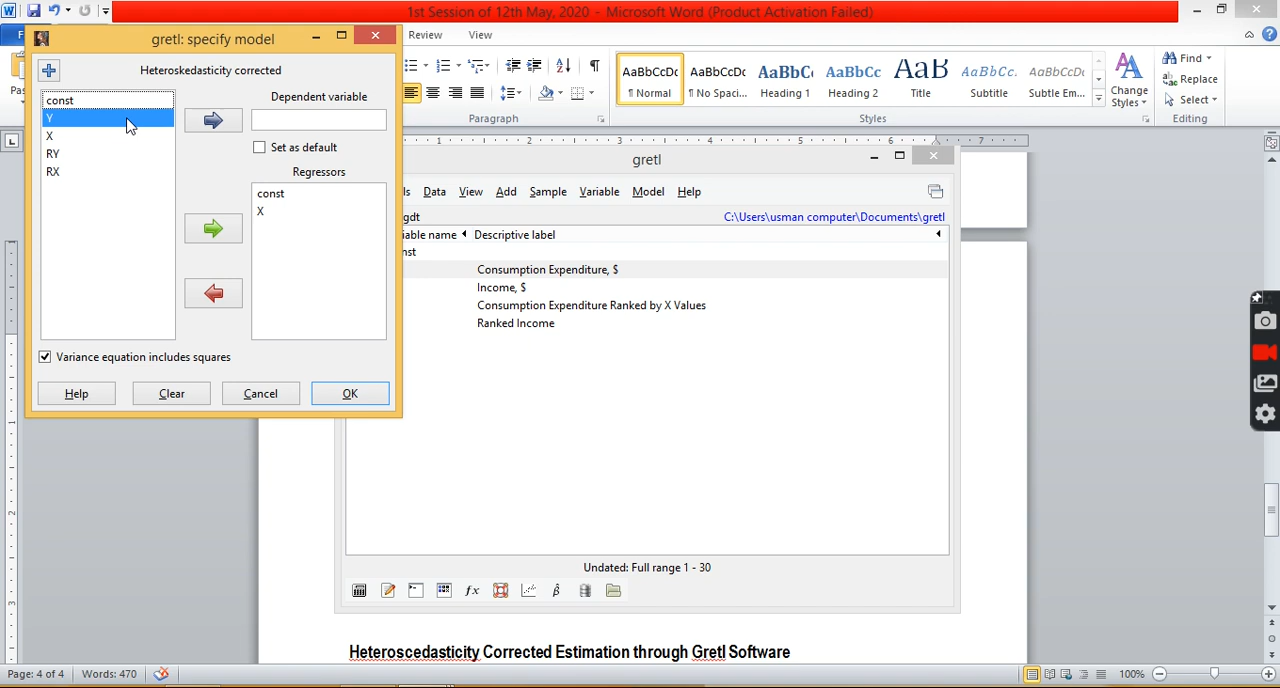 1st Session of 12th May, 2020 - Microsoft Word (Product Activation Failed)
Review View
AaBbCcDc AaBbCcDc AaBbC( AaBbCc AaB AaBbCc. AaBbCcDc
¶ Normal ¶ No Spaci... Heading 1 Heading 2 Title Subtitle Subtle Em...
Change
Styles
Find
Replace
Select
Paragraph Styles Editing
gretl: specify model
Heteroskedasticity corrected
const
Y
X
RY
RX
Dependent variable
Set as default
Regressors
const
X
Variance equation includes squares
Help Clear Cancel OK
gretl
ls Data View Add Sample Variable Model Help
gdt C:\Users\usman computer\Documents\gretl
iable name Descriptive label
nst
Consumption Expenditure, $
Income, $
Consumption Expenditure Ranked by X Values
Ranked Income
Undated: Full range 1 - 30
Heteroscedasticity Corrected Estimation through Gretl Software
Page: 4 of 4 Words: 470 100%